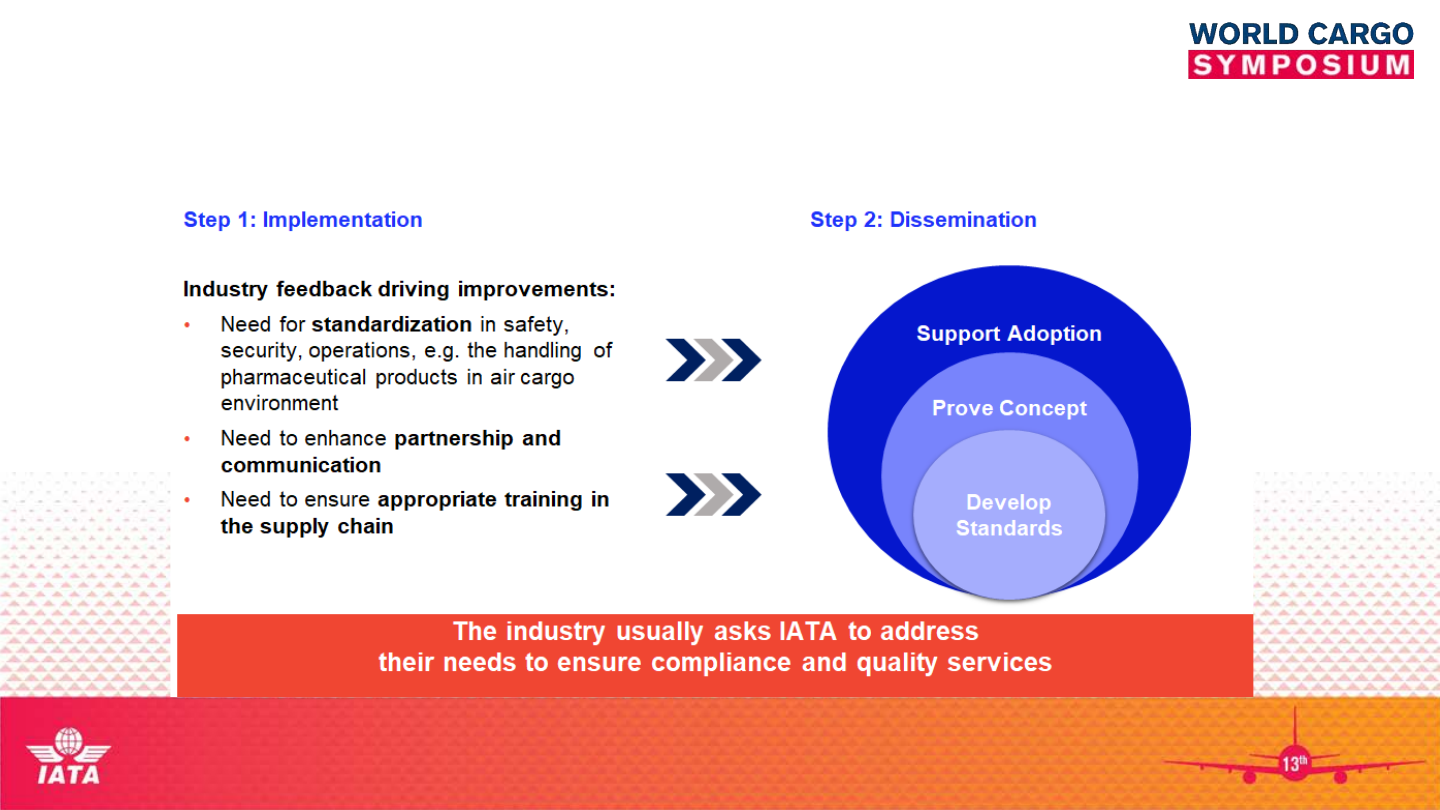 WORLD CARGO
SYMPOSIUM
Step 1: Implementation
Industry feedback driving improvements:
• Need for standardization in safety,
security, operations, e.g. the handling of
pharmaceutical products in air cargo
environment
• Need to enhance partnership and
communication
• Need to ensure appropriate training in
the supply chain
Step 2: Dissemination
Support Adoption
Prove Concept
Develop
Standards
The industry usually asks IATA to address
their needs to ensure compliance and quality services
IATA
13th